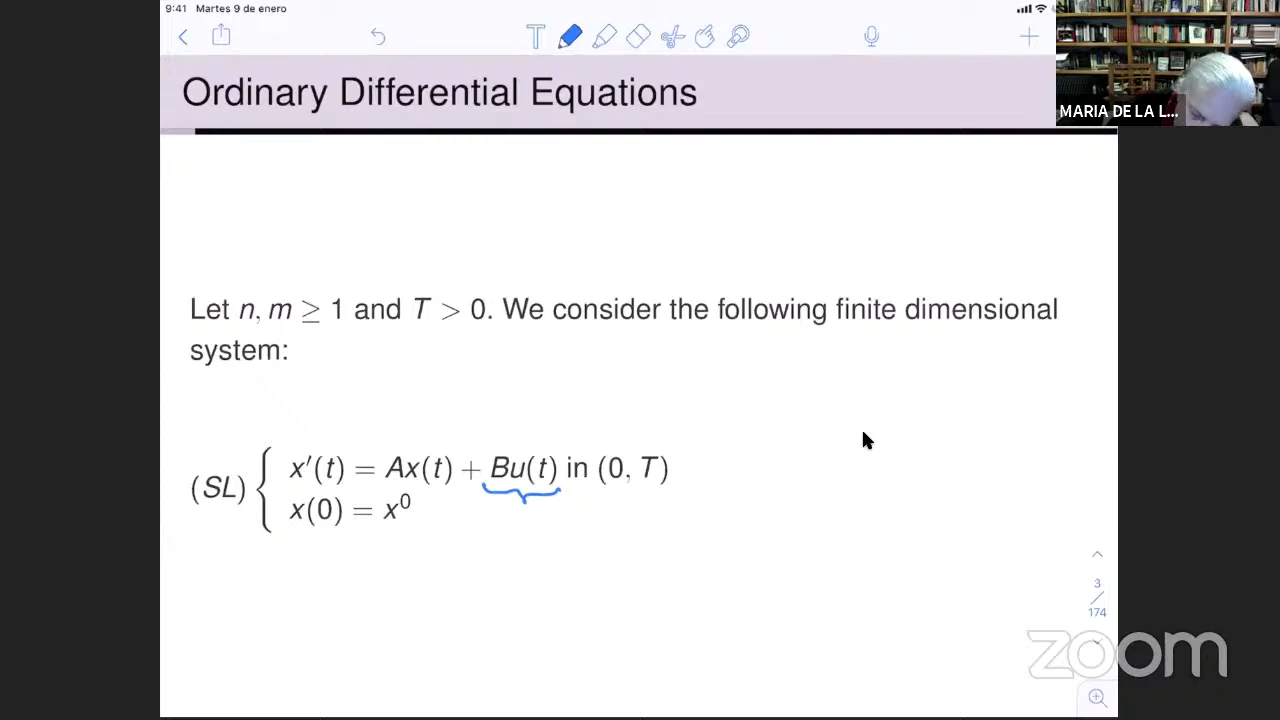 9:41 Martes 9 de enero
Ordinary Differential Equations
MARIA DE LA L...
Let n, m ≥ 1 and T > 0. We consider the following finite dimensional
system:
(SL) { x′(t) = Ax(t) + Bu(t) in (0, T)
x(0) = x⁰
3
/
174
zoom